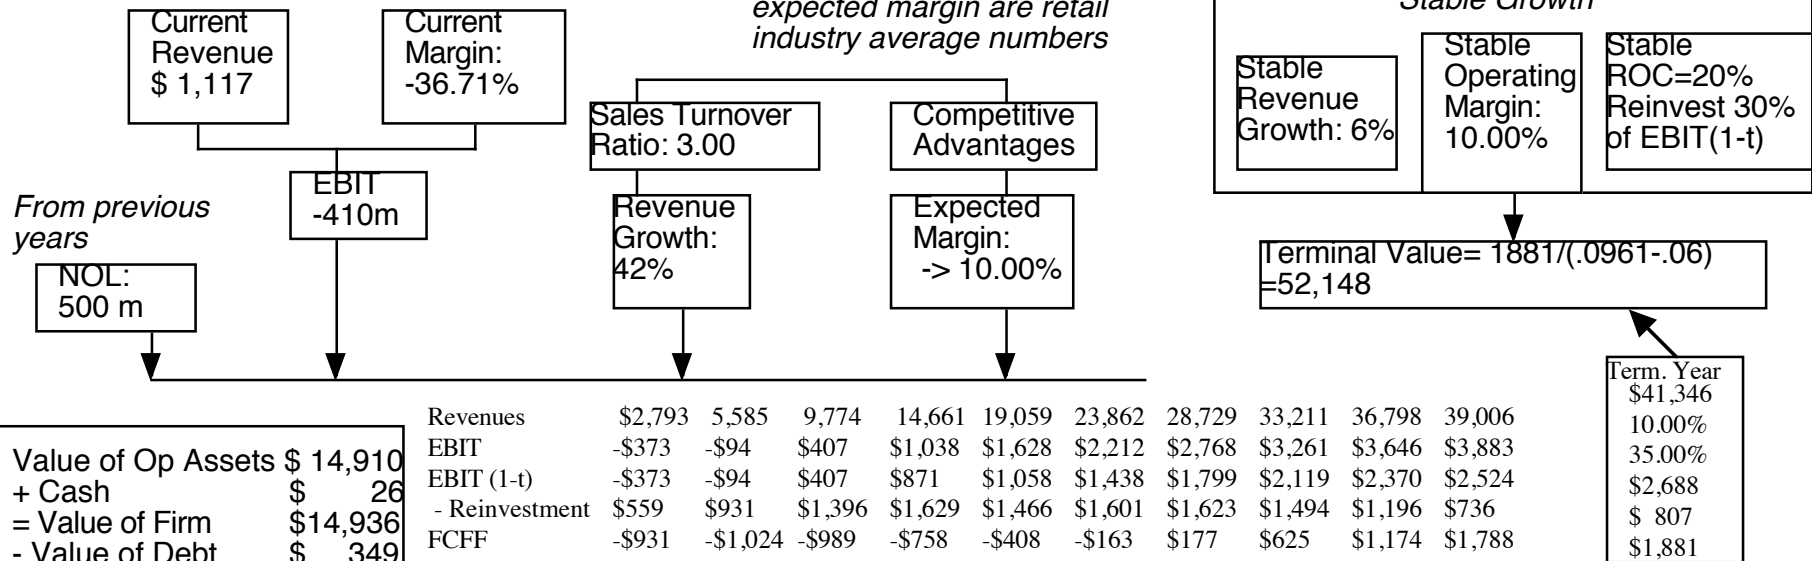 expected margin are retail
industry average numbers
Stable Growth
Current
Revenue
$ 1,117
Current
Margin:
-36.71%
Sales Turnover
Ratio: 3.00
Competitive
Advantages
Stable
Revenue
Growth: 6%
Stable
Operating
Margin:
10.00%
Stable
ROC=20%
Reinvest 30%
of EBIT(1-t)
EBIT
-410m
From previous
years
NOL:
500 m
Revenue
Growth:
42%
Expected
Margin:
-> 10.00%
Terminal Value= 1881/(.0961-.06)
=52,148
Term. Year
$41,346
10.00%
35.00%
$2,688
$ 807
$1,881
Revenues $2,793 5,585 9,774 14,661 19,059 23,862 28,729 33,211 36,798 39,006
EBIT -$373 -$94 $407 $1,038 $1,628 $2,212 $2,768 $3,261 $3,646 $3,883
EBIT (1-t) -$373 -$94 $407 $871 $1,058 $1,438 $1,799 $2,119 $2,370 $2,524
- Reinvestment $559 $931 $1,396 $1,629 $1,466 $1,601 $1,623 $1,494 $1,196 $736
FCFF -$931 -$1,024 -$989 -$758 -$408 -$163 $177 $625 $1,174 $1,788
Value of Op Assets $ 14,910
+ Cash $ 26
= Value of Firm $14,936
- Value of Debt $ 349